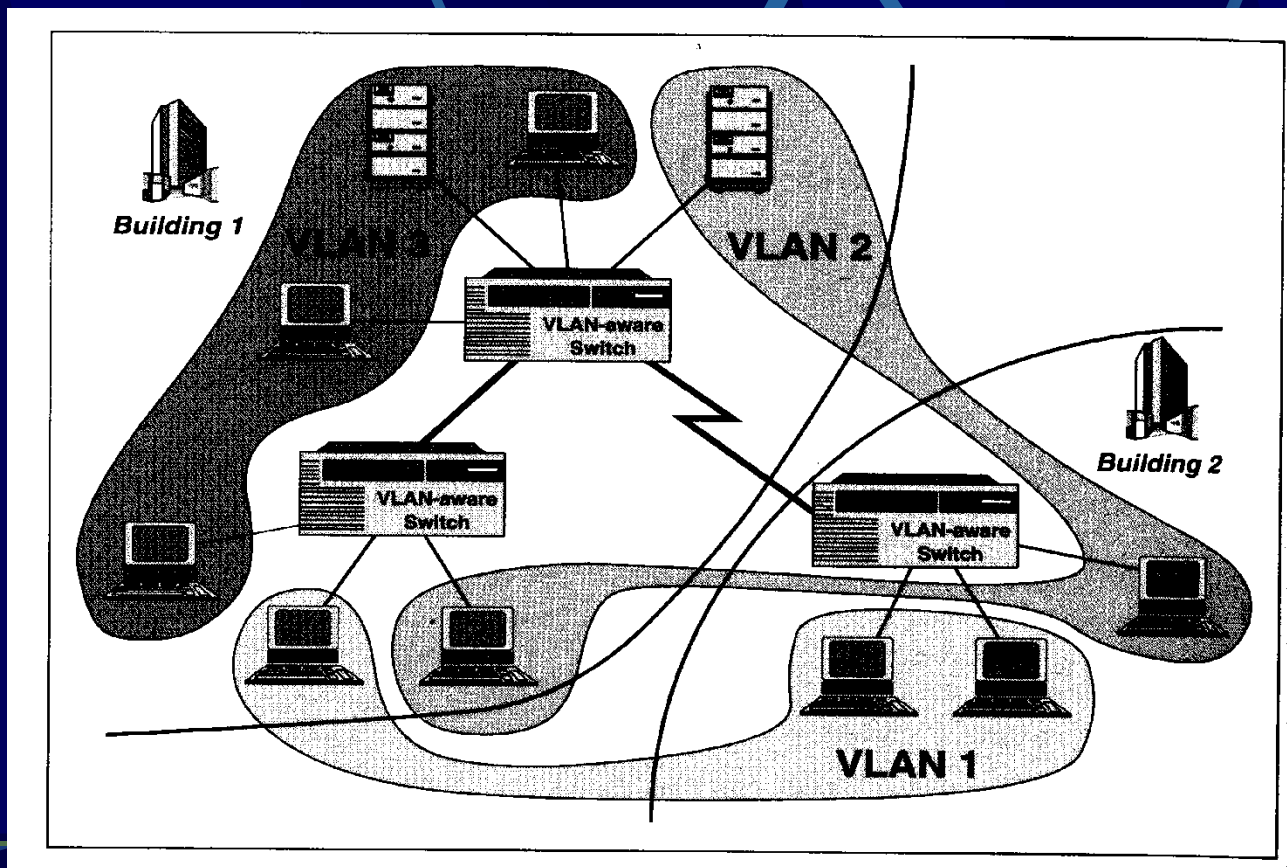 Building 1
VLAN 3
VLAN 2
VLAN-aware
Switch
Building 2
VLAN-aware
Switch
VLAN-aware
Switch
VLAN 1